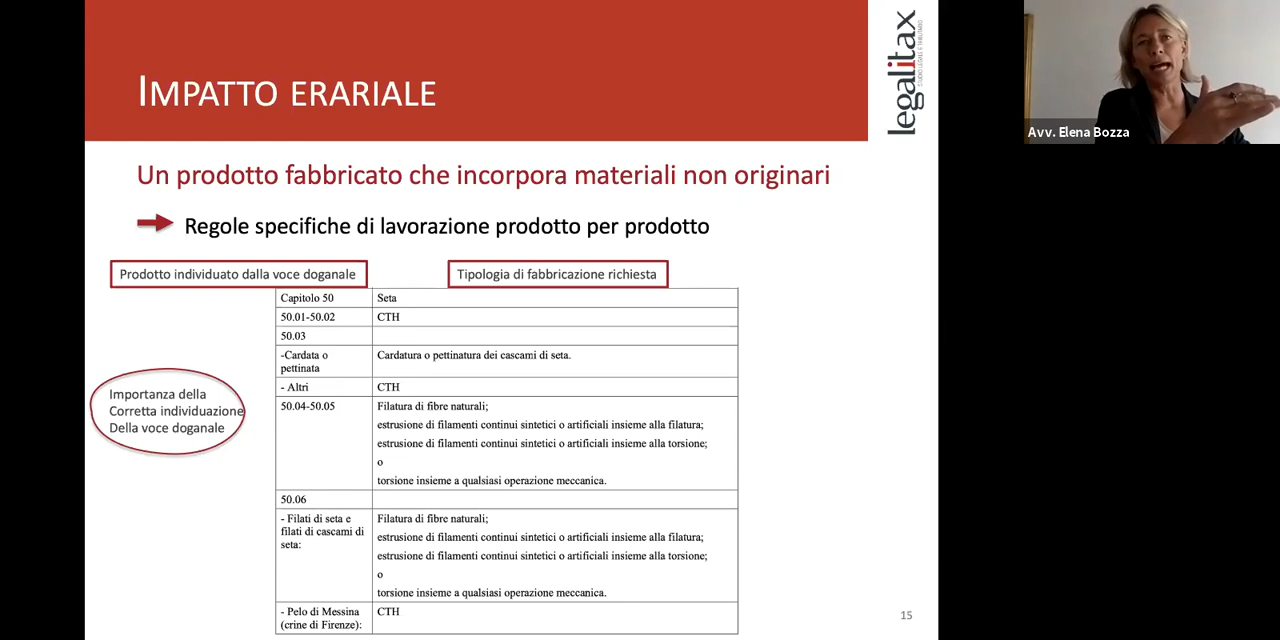 IMPATTO ERARIALE
legalitax
Avv. Elena Bozza
Un prodotto fabbricato che incorpora materiali non originari
Regole specifiche di lavorazione prodotto per prodotto
Prodotto individuato dalla voce doganale
Tipologia di fabbricazione richiesta
Capitolo 50 Seta
50.01-50.02 CTH
50.03
-Cardata o Cardatura o pettinatura dei cascami di seta.
pettinata
- Altri CTH
Importanza della
Corretta individuazione
Della voce doganale
50.04-50.05 Filatura di fibre naturali;
estrusione di filamenti continui sintetici o artificiali insieme alla filatura;
estrusione di filamenti continui sintetici o artificiali insieme alla torsione;
o
torsione insieme a qualsiasi operazione meccanica.
50.06
- Filati di seta e
filati di cascami di
seta:
Filatura di fibre naturali;
estrusione di filamenti continui sintetici o artificiali insieme alla filatura;
estrusione di filamenti continui sintetici o artificiali insieme alla torsione;
o
torsione insieme a qualsiasi operazione meccanica.
- Pelo di Messina CTH
(crine di Firenze):
15